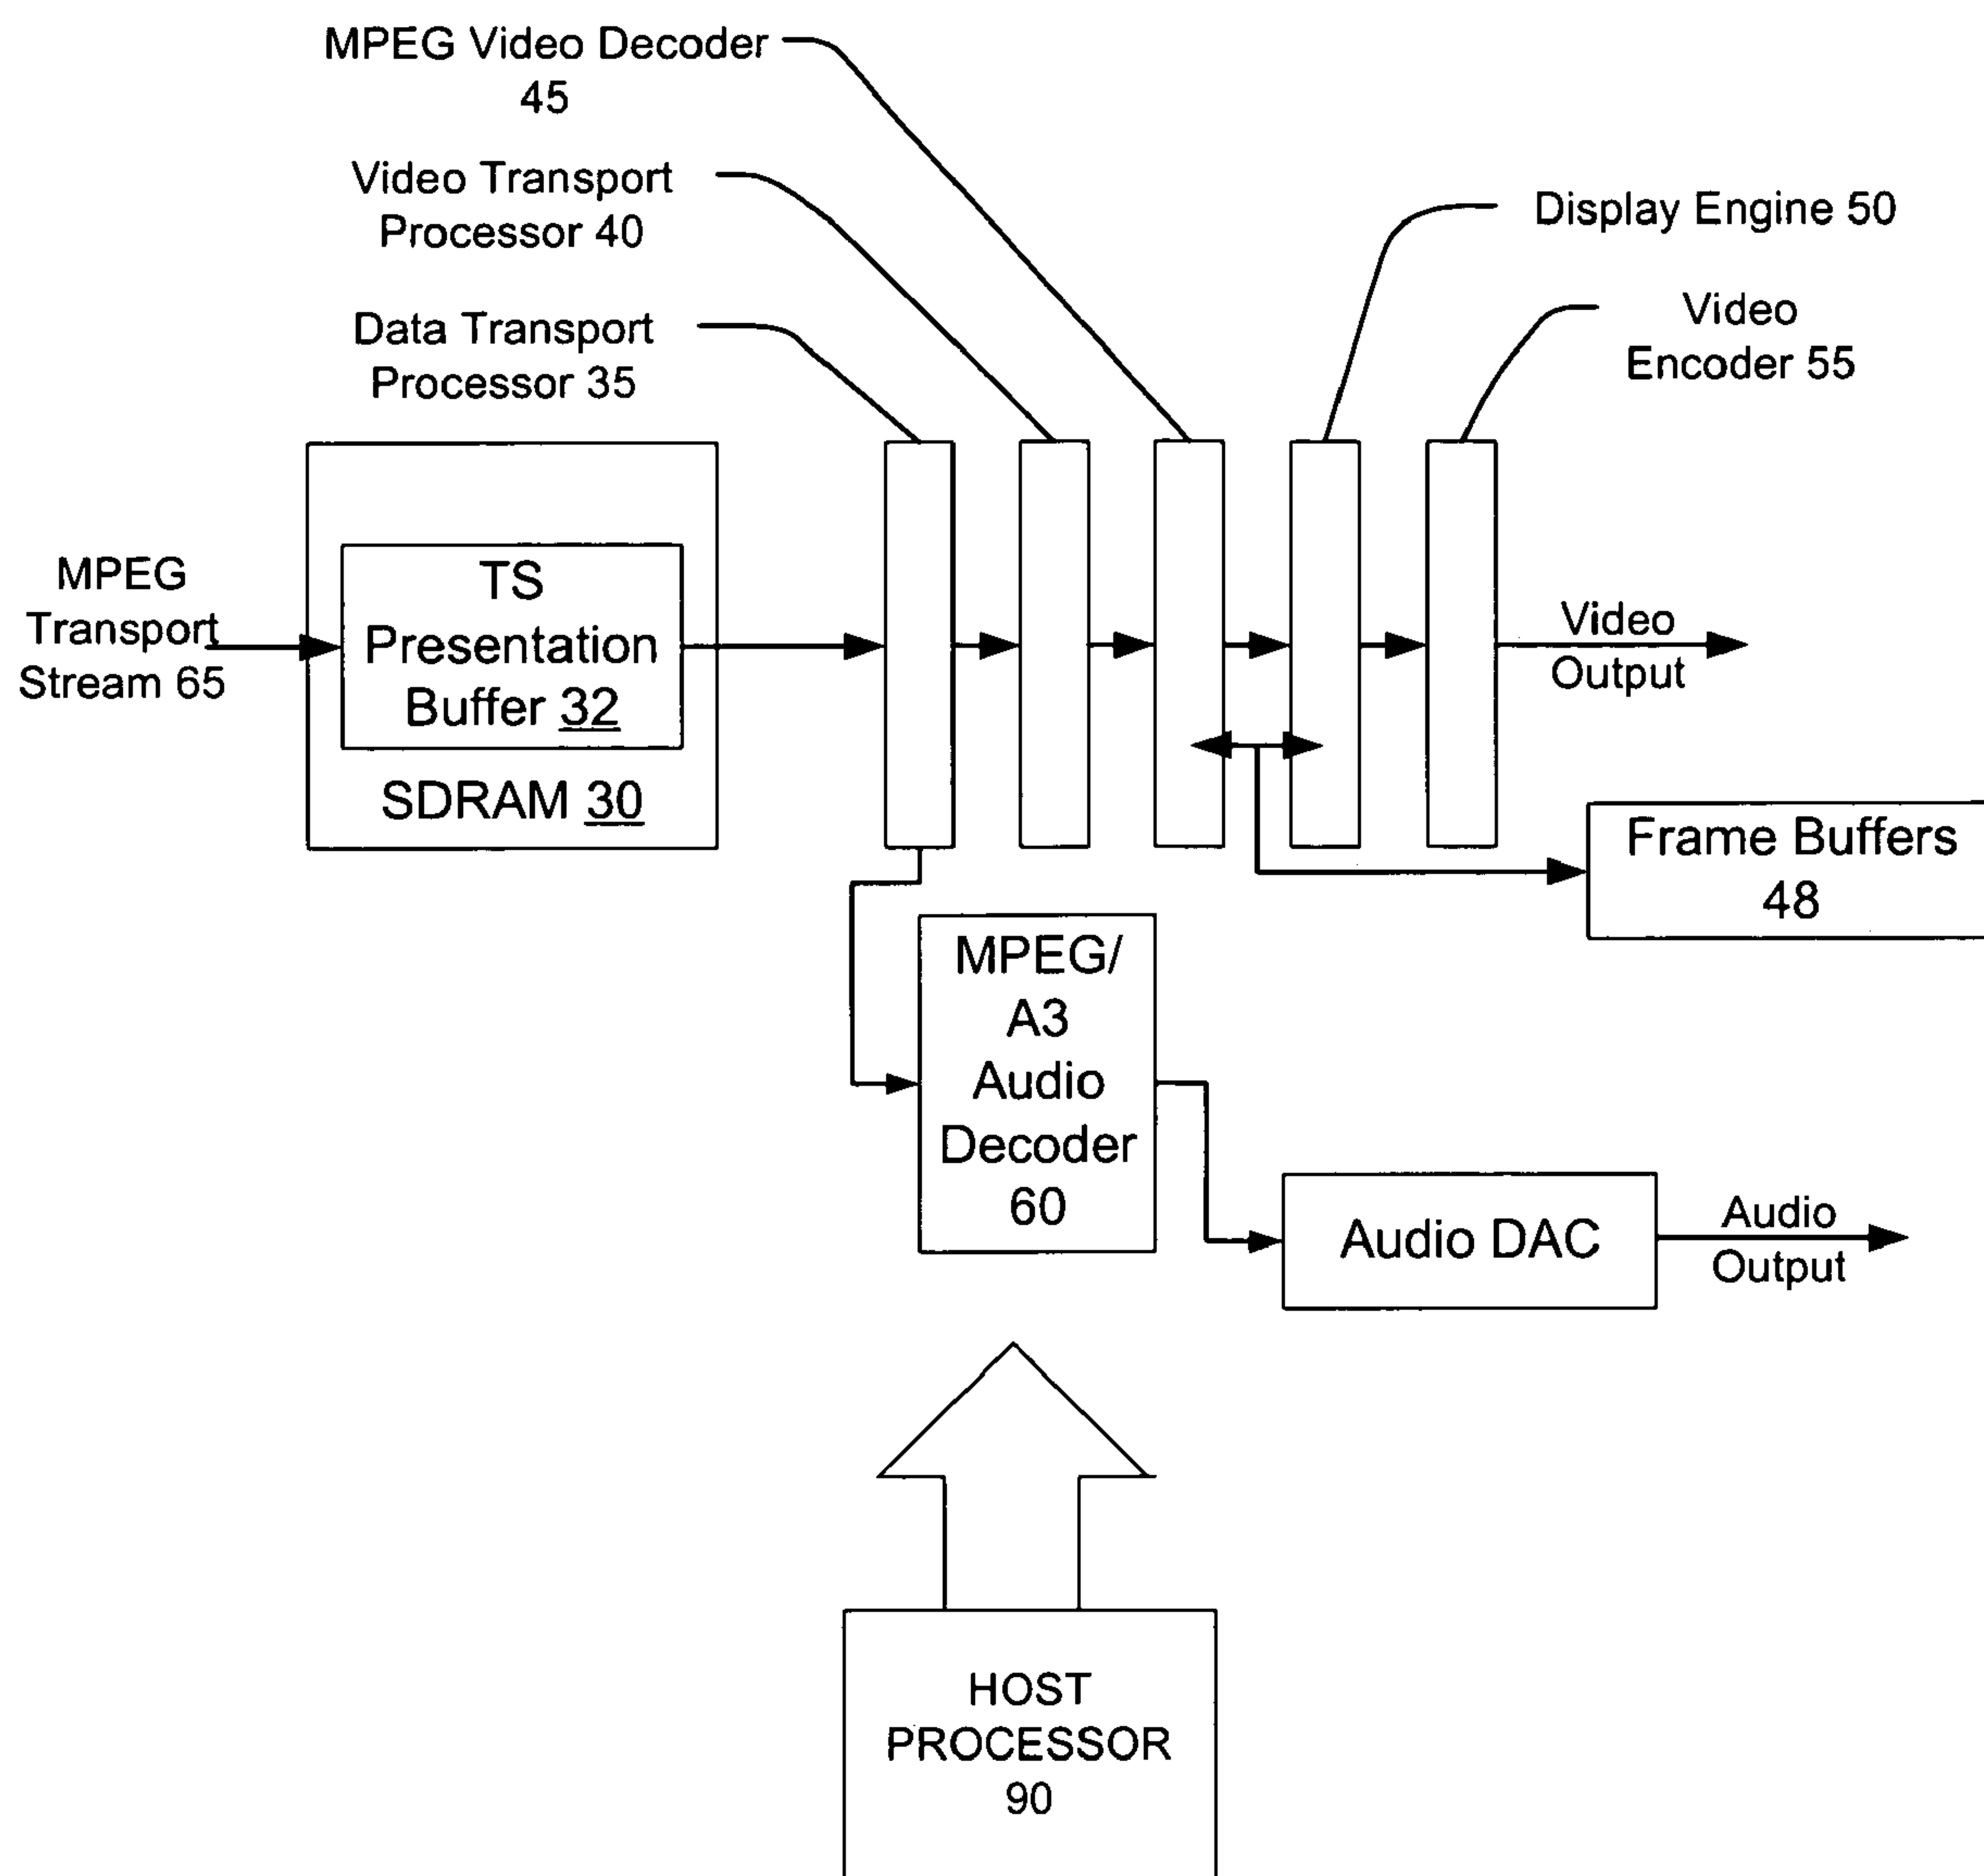 MPEG Video Decoder
45
Video Transport
Processor 40
Data Transport
Processor 35
Display Engine 50
Video
Encoder 55
MPEG
Transport
Stream 65
TS
Presentation
Buffer 32
SDRAM 30
Video
Output
Frame Buffers
48
MPEG/
A3
Audio
Decoder
60
Audio DAC
Audio
Output
HOST
PROCESSOR
90